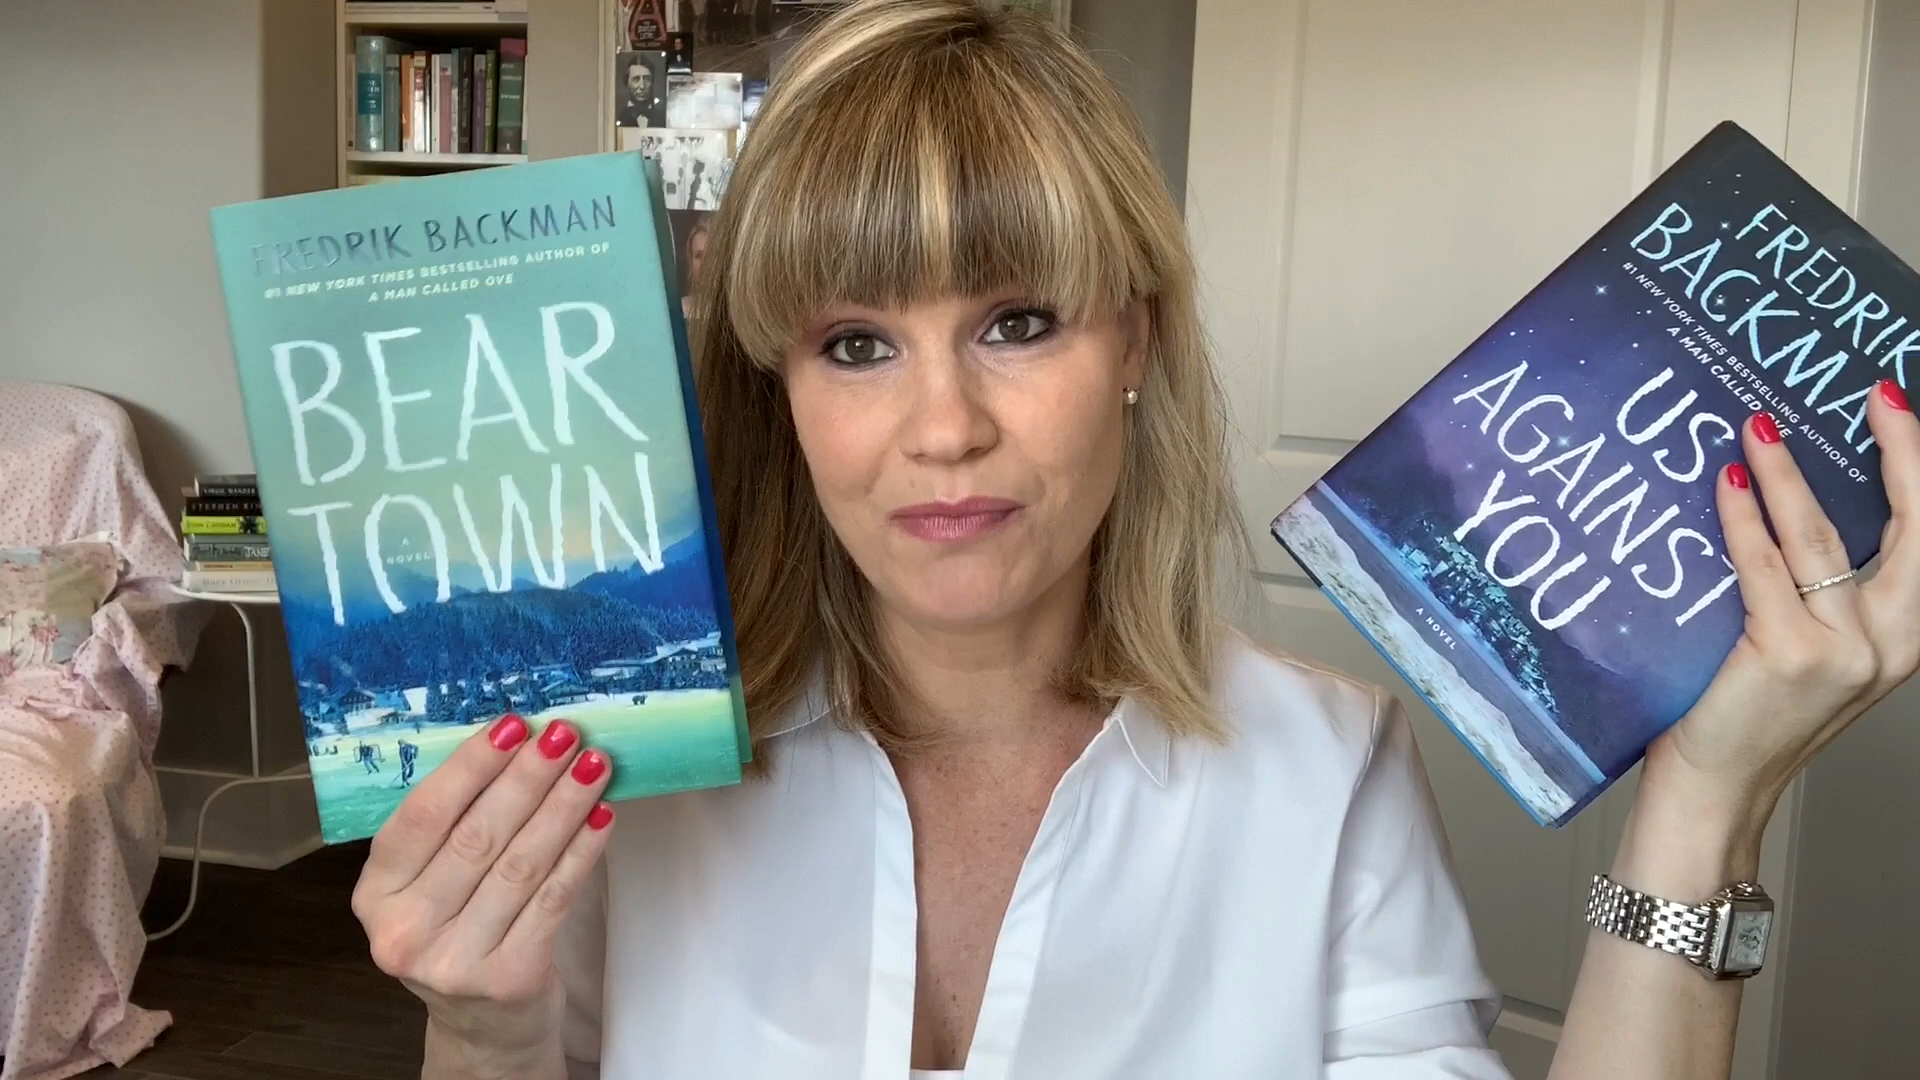 FREDRIK BACKMAN
#1 NEW YORK TIMES BESTSELLING AUTHOR OF
A MAN CALLED OVE
BEAR
TOWN
A
NOVEL
FREDRIK
BACKMAN
#1 NEW YORK TIMES BESTSELLING AUTHOR OF
A MAN CALLED OVE
US
AGAINST
YOU
A NOVEL
STEPHEN KIN